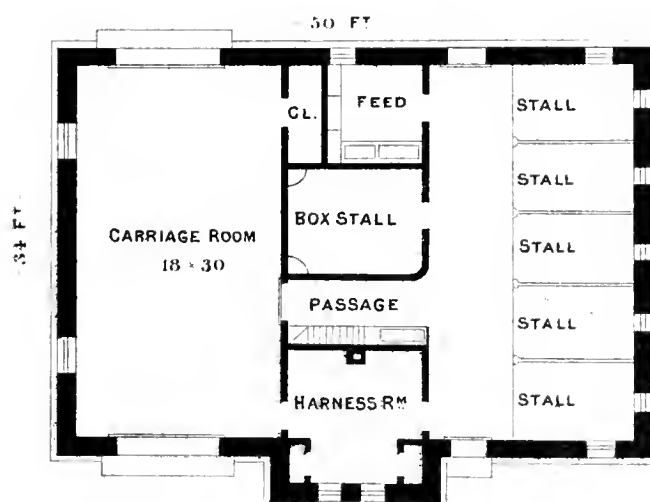 50 FT
CL.
FEED
STALL
STALL
BOX STALL
34 FT.
CARRIAGE ROOM
18 × 30
STALL
PASSAGE
STALL
HARNESS RM
STALL